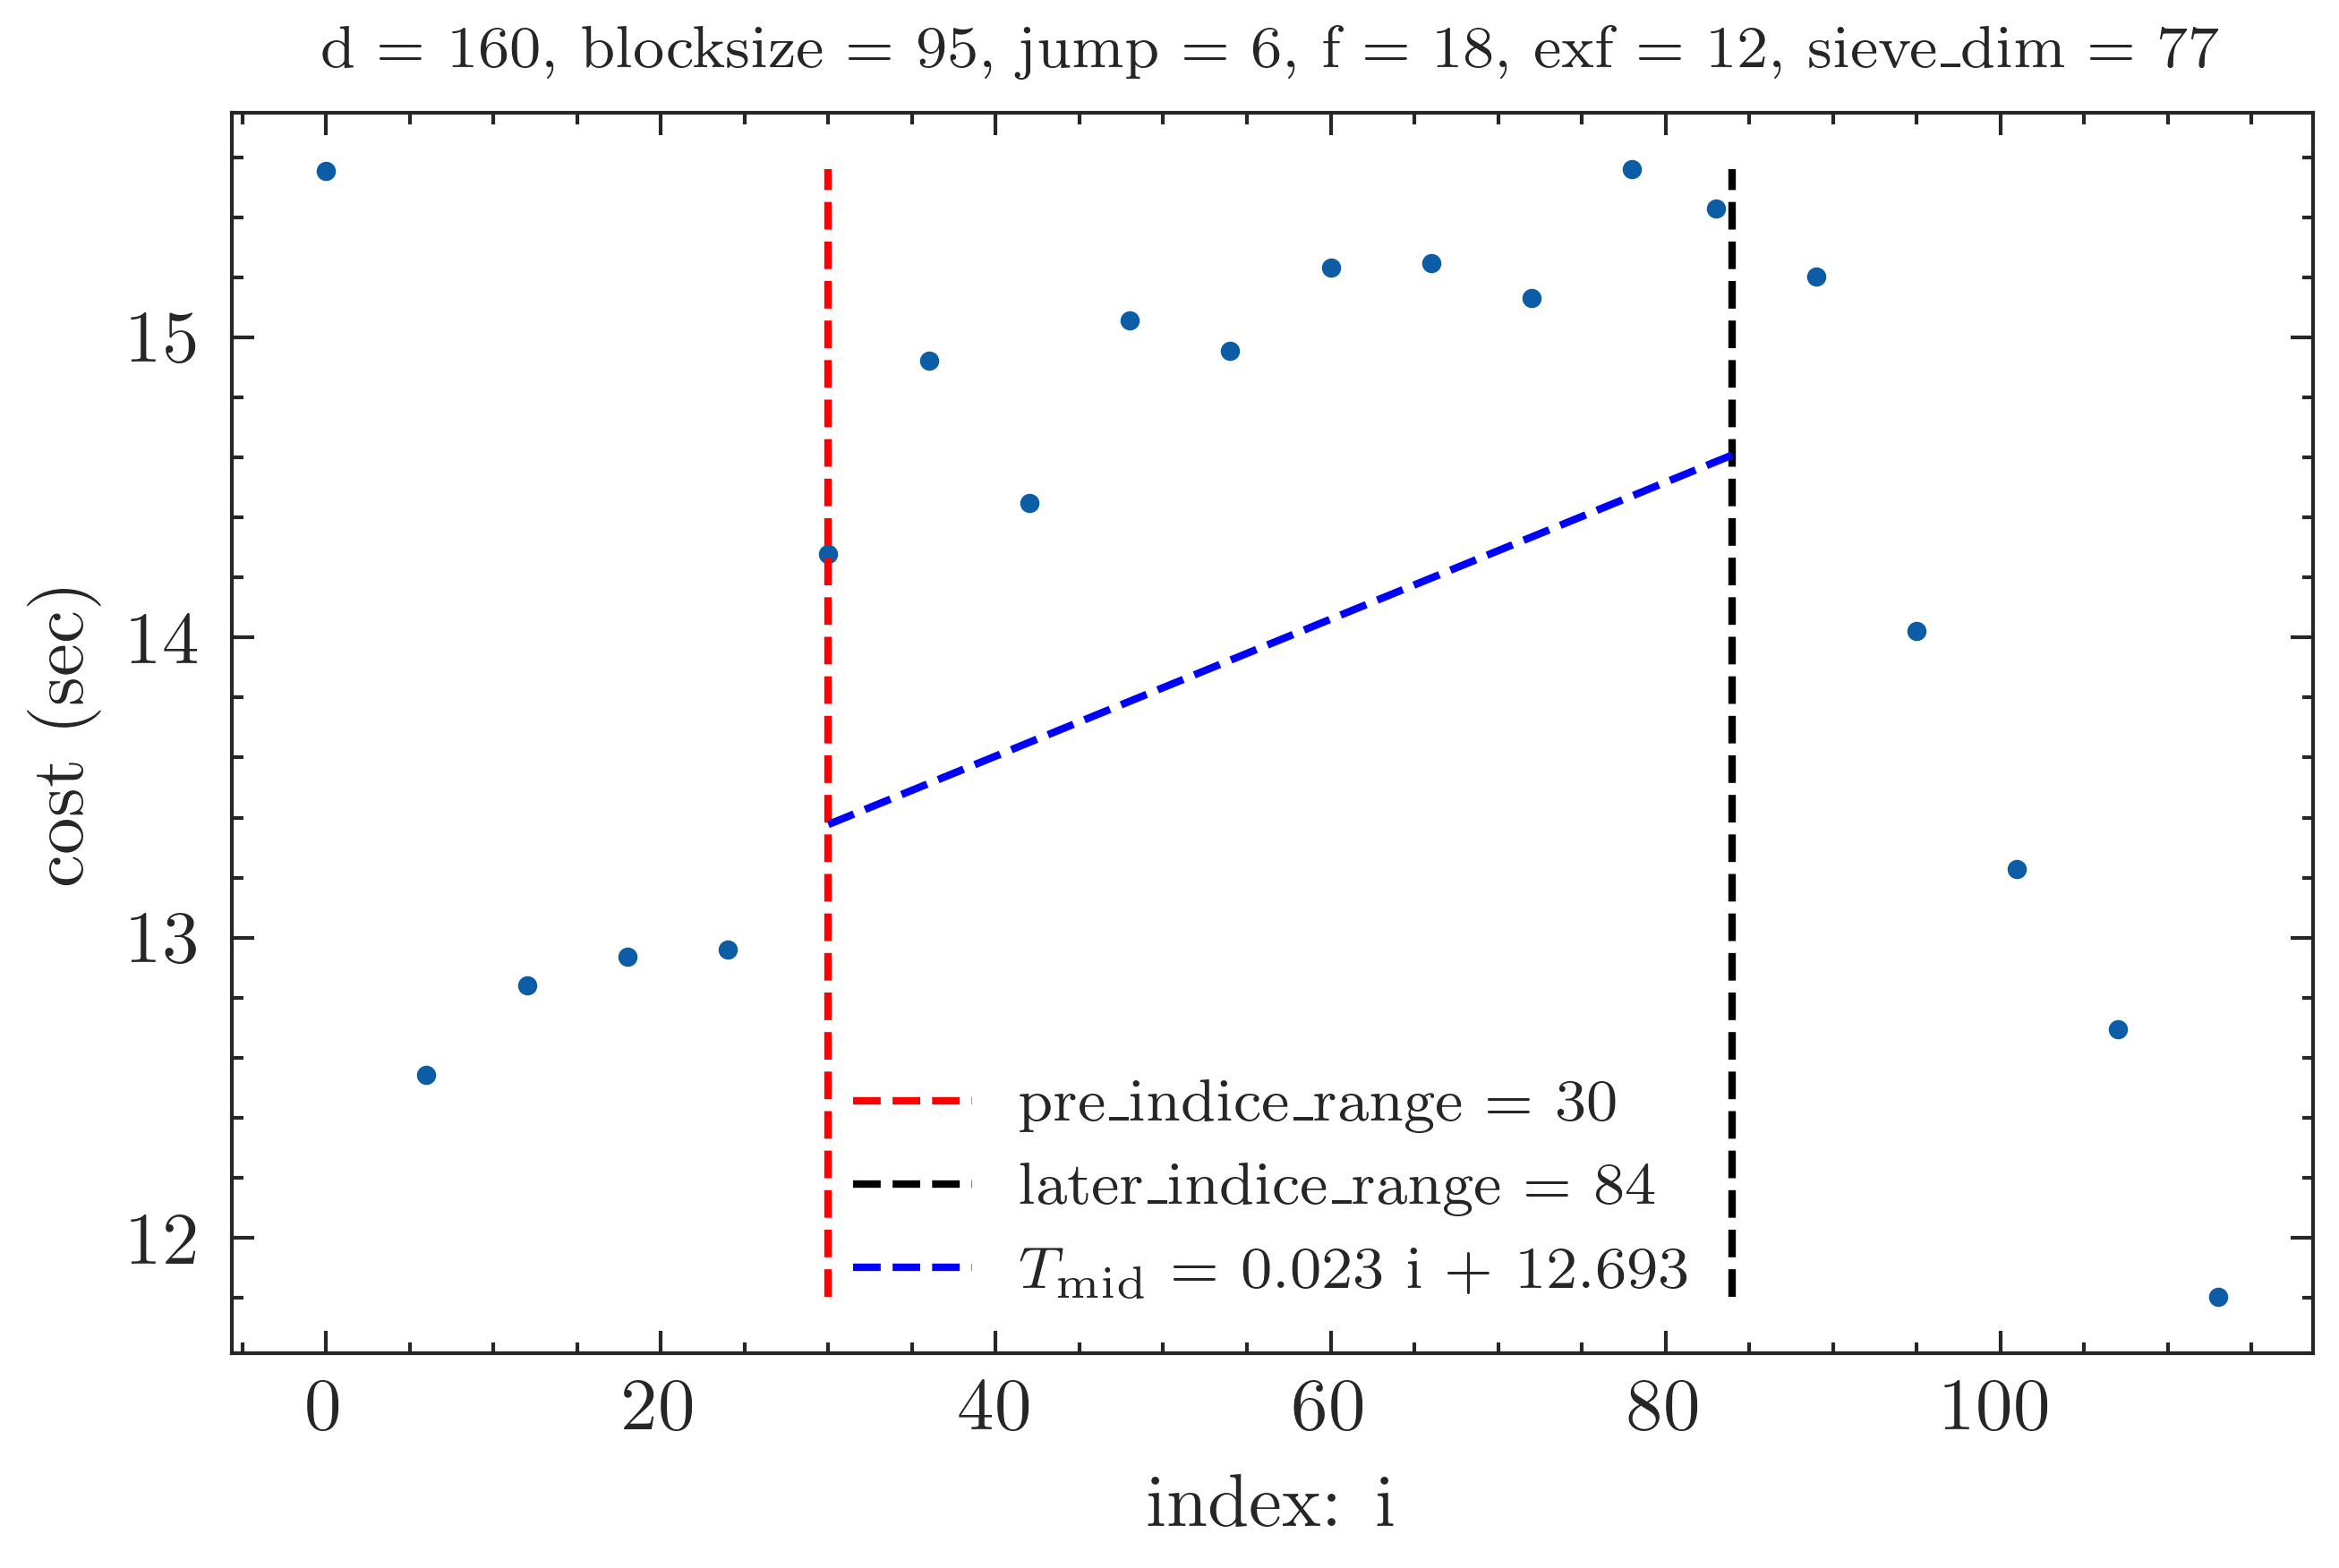 d = 160, blocksize = 95, jump = 6, f = 18, exf = 12, sieve_dim = 77
cost (sec)
15
14
13
12
pre_indice_range = 30
later_indice_range = 84
T_mid = 0.023 i + 12.693
0 20 40 60 80 100
index: i